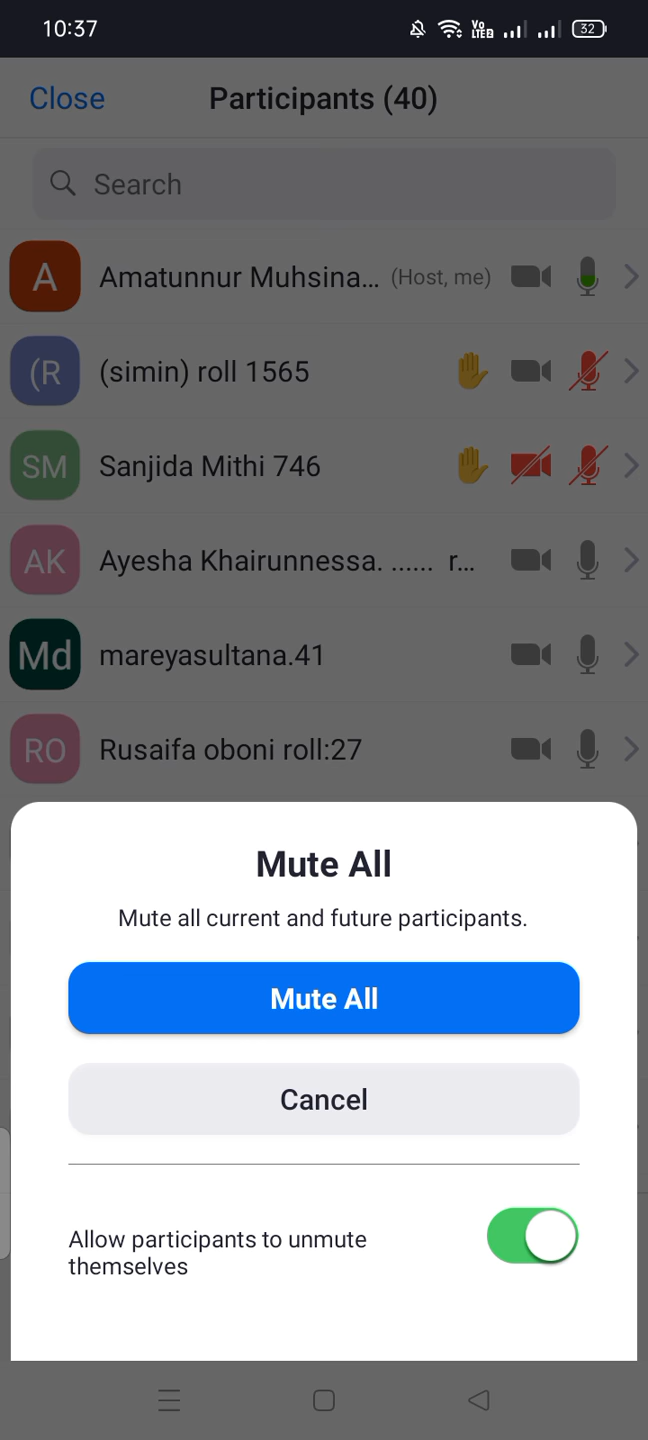 10:37
Vo
LTE2
32
Close Participants (40)
Search
A Amatunnur Muhsina... (Host, me)
(R (simin) roll 1565
SM Sanjida Mithi 746
AK Ayesha Khairunnessa. ...... r...
Md mareyasultana.41
RO Rusaifa oboni roll:27
Mute All
Mute all current and future participants.
Mute All
Cancel
Allow participants to unmute
themselves